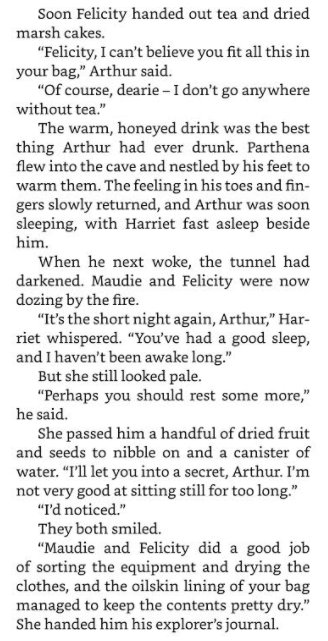 Soon Felicity handed out tea and dried
marsh cakes.
“Felicity, I can’t believe you fit all this in
your bag,” Arthur said.
“Of course, dearie – I don’t go anywhere
without tea.”
The warm, honeyed drink was the best
thing Arthur had ever drunk. Parthena
flew into the cave and nestled by his feet to
warm them. The feeling in his toes and fin-
gers slowly returned, and Arthur was soon
sleeping, with Harriet fast asleep beside
him.
When he next woke, the tunnel had
darkened. Maudie and Felicity were now
dozing by the fire.
“It’s the short night again, Arthur,” Har-
riet whispered. “You’ve had a good sleep,
and I haven’t been awake long.”
But she still looked pale.
“Perhaps you should rest some more,”
he said.
She passed him a handful of dried fruit
and seeds to nibble on and a canister of
water. “I’ll let you into a secret, Arthur. I’m
not very good at sitting still for too long.”
“I’d noticed.”
They both smiled.
“Maudie and Felicity did a good job
of sorting the equipment and drying the
clothes, and the oilskin lining of your bag
managed to keep the contents pretty dry.”
She handed him his explorer’s journal.